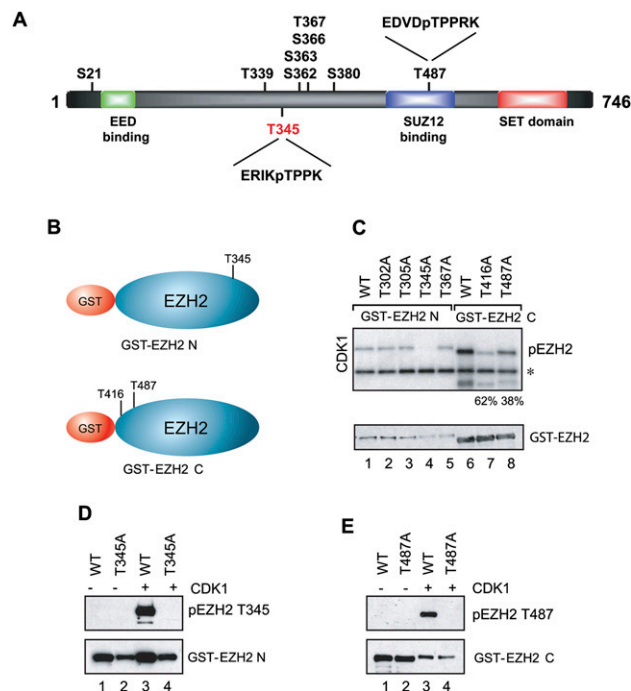 A
T367
S366
S363
S362
EDVDpTPPRK
S21
T339
S380
T487
1
746
EED
binding
T345
SUZ12
binding
SET domain
ERIKpTPPK
B
T345
GST
EZH2
GST-EZH2 N
T416
T487
GST
EZH2
GST-EZH2 C
C
WT
T302A
T305A
T345A
T367A
WT
T416A
T487A
GST-EZH2 N
GST-EZH2 C
CDK1
pEZH2
*
62% 38%
GST-EZH2
1 2 3 4 5 6 7 8
D
WT
T345A
WT
T345A
- - + + CDK1
pEZH2 T345
GST-EZH2 N
1 2 3 4
E
WT
T487A
WT
T487A
- - + + CDK1
pEZH2 T487
GST-EZH2 C
1 2 3 4